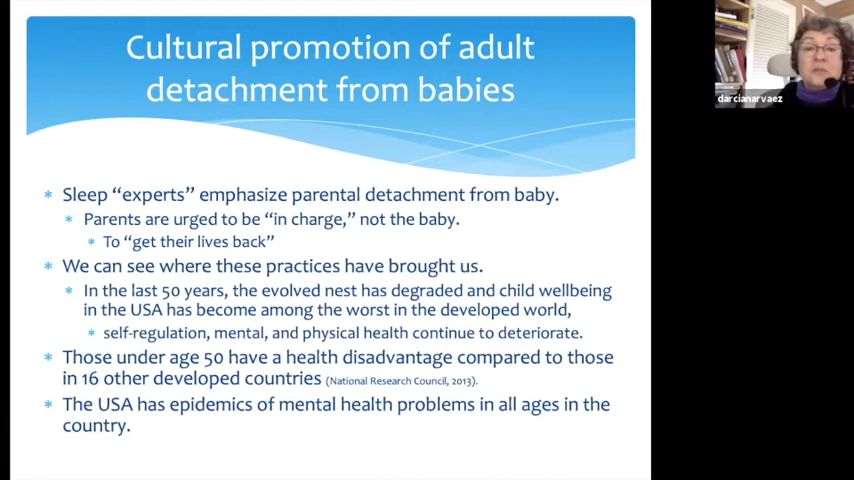 Cultural promotion of adult
detachment from babies
* Sleep “experts” emphasize parental detachment from baby.
* Parents are urged to be “in charge,” not the baby.
* To “get their lives back”
* We can see where these practices have brought us.
* In the last 50 years, the evolved nest has degraded and child wellbeing
in the USA has become among the worst in the developed world,
* self-regulation, mental, and physical health continue to deteriorate.
* Those under age 50 have a health disadvantage compared to those
in 16 other developed countries (National Research Council, 2013).
* The USA has epidemics of mental health problems in all ages in the
country.
darcianarvaez